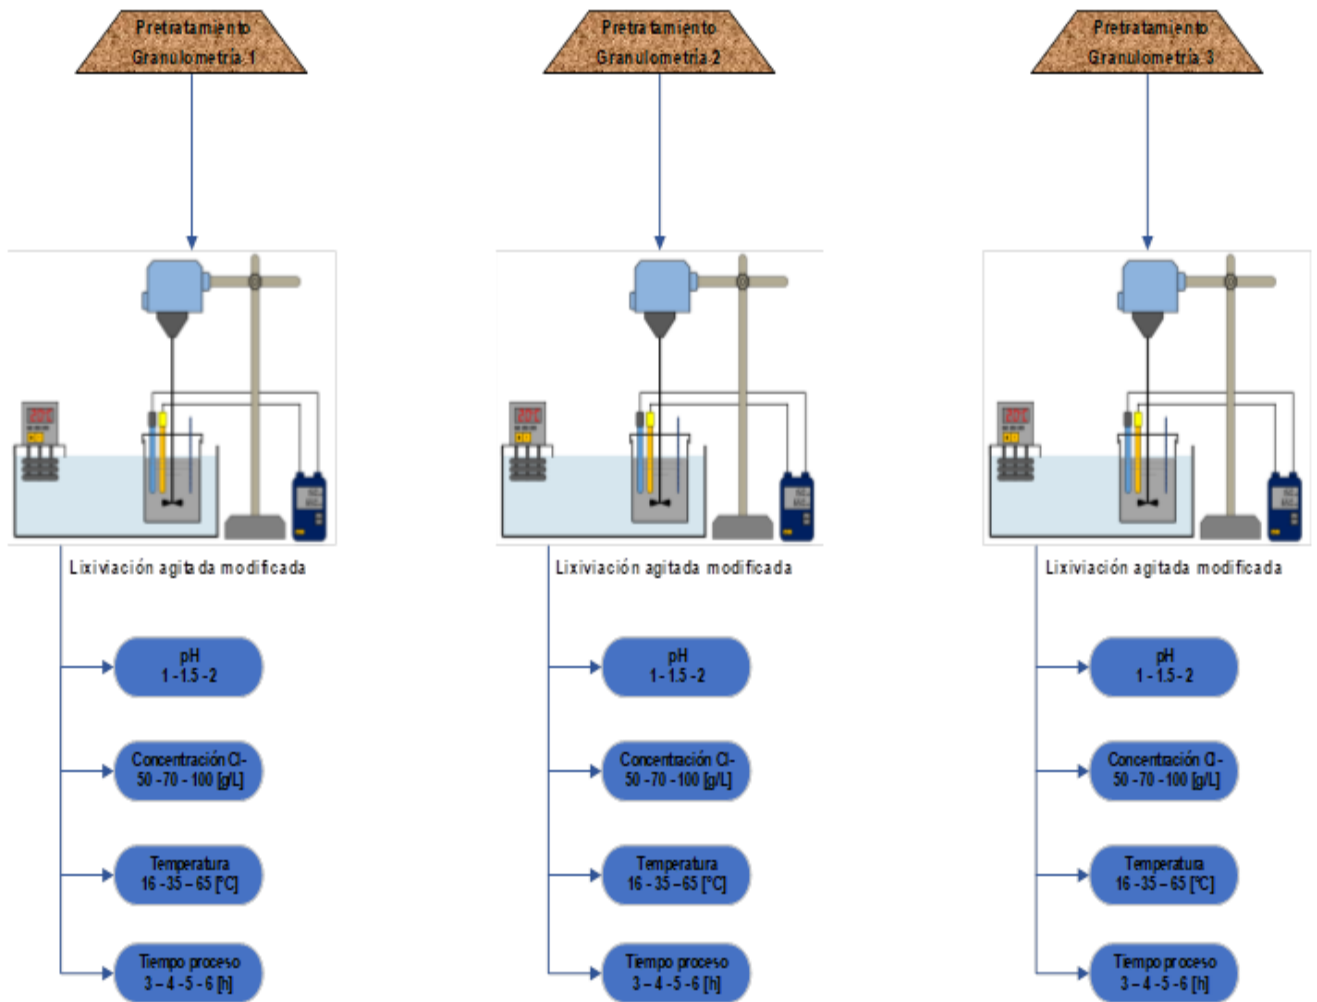 Pretratamiento
Granulometría 1
Pretratamiento
Granulometría 2
Pretratamiento
Granulometría 3
20℃
20℃
20℃
Lixiviación agitada modificada
Lixiviación agitada modificada
Lixiviación agitada modificada
pH
1 - 1.5 - 2
pH
1 - 1.5 - 2
pH
1 - 1.5 - 2
Concentración Cl-
50 - 70 - 100 [g/L]
Concentración Cl-
50 - 70 - 100 [g/L]
Concentración Cl-
50 - 70 - 100 [g/L]
Temperatura
16 - 35 – 65 [°C]
Temperatura
16 - 35 – 65 [°C]
Temperatura
16 - 35 – 65 [°C]
Tiempo proceso
3 – 4 - 5 - 6 [h]
Tiempo proceso
3 – 4 - 5 - 6 [h]
Tiempo proceso
3 – 4 - 5 - 6 [h]